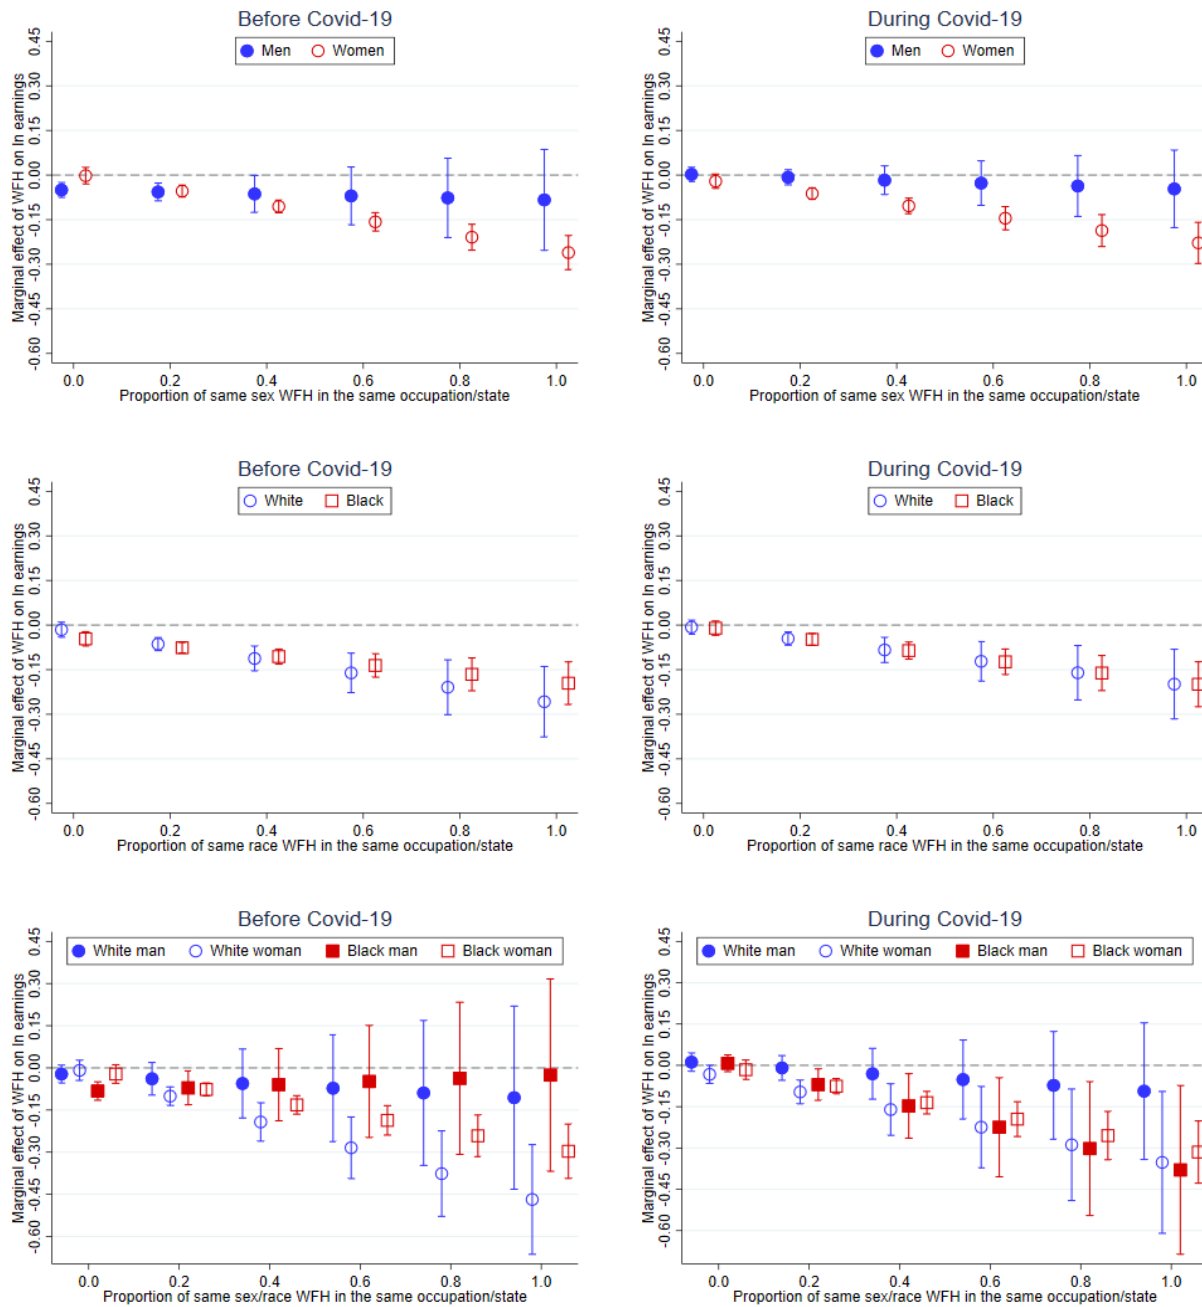 Before Covid-19
Men Women
Marginal effect of WFH on ln earnings
0.45
0.30
0.15
0.00
-0.15
-0.30
-0.45
-0.60
0.0 0.2 0.4 0.6 0.8 1.0
Proportion of same sex WFH in the same occupation/state
During Covid-19
Men Women
Marginal effect of WFH on ln earnings
0.45
0.30
0.15
0.00
-0.15
-0.30
-0.45
-0.60
0.0 0.2 0.4 0.6 0.8 1.0
Proportion of same sex WFH in the same occupation/state
Before Covid-19
White Black
Marginal effect of WFH on ln earnings
0.45
0.30
0.15
0.00
-0.15
-0.30
-0.45
-0.60
0.0 0.2 0.4 0.6 0.8 1.0
Proportion of same race WFH in the same occupation/state
During Covid-19
White Black
Marginal effect of WFH on ln earnings
0.45
0.30
0.15
0.00
-0.15
-0.30
-0.45
-0.60
0.0 0.2 0.4 0.6 0.8 1.0
Proportion of same race WFH in the same occupation/state
Before Covid-19
White man White woman Black man Black woman
Marginal effect of WFH on ln earnings
0.45
0.30
0.15
0.00
-0.15
-0.30
-0.45
-0.60
0.0 0.2 0.4 0.6 0.8 1.0
Proportion of same sex/race WFH in the same occupation/state
During Covid-19
White man White woman Black man Black woman
Marginal effect of WFH on ln earnings
0.45
0.30
0.15
0.00
-0.15
-0.30
-0.45
-0.60
0.0 0.2 0.4 0.6 0.8 1.0
Proportion of same sex/race WFH in the same occupation/state